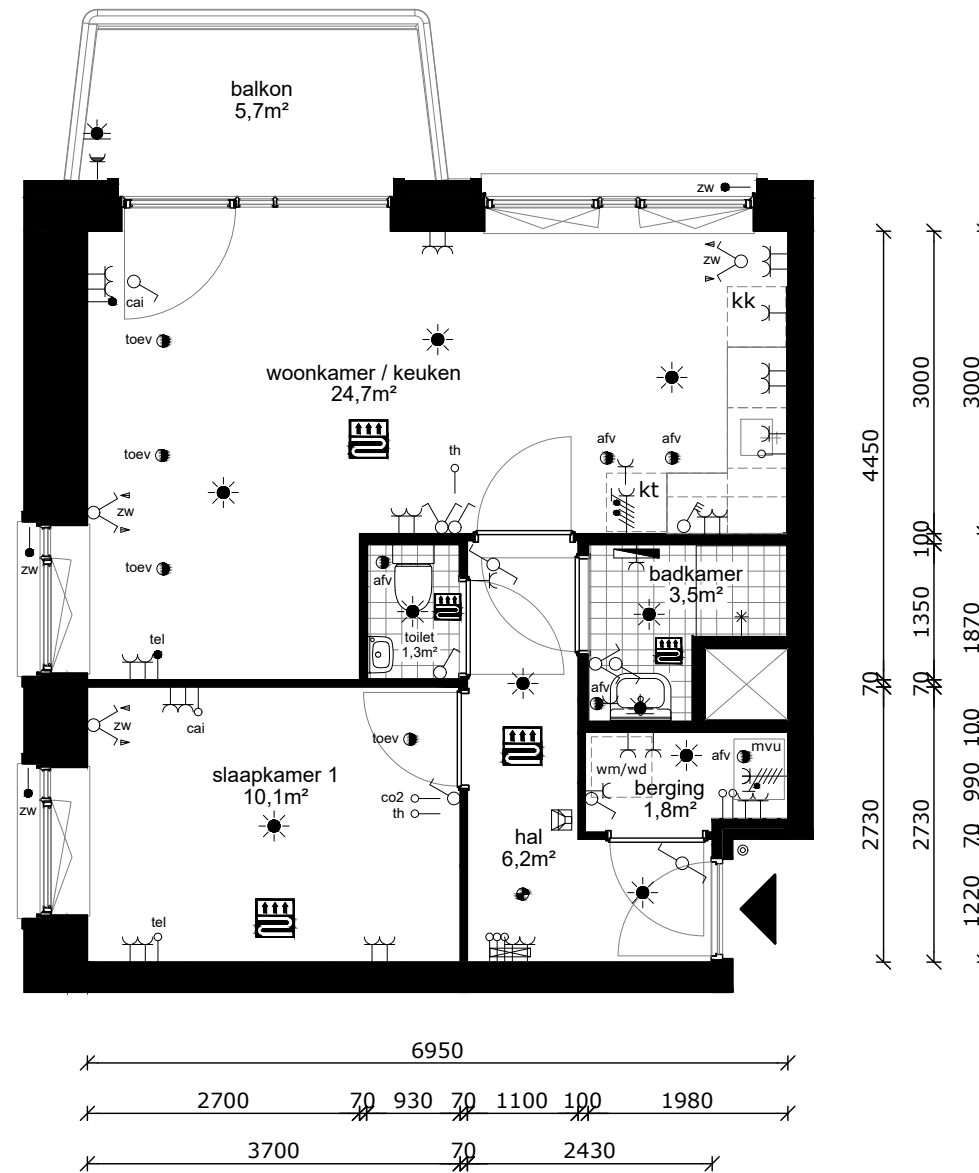 balkon
5,7m²
zw
zw
cai
kk
toev
woonkamer / keuken
24,7m²
toev
th
afv
afv
kt
zw
zw
toev
afv
toilet
1,3m²
badkamer
3,5m²
tel
afv
zw
cai
toev
slaapkamer 1
10,1m²
co2
th
zw
wm/wd
berging
1,8m²
afv
mvu
hal
6,2m²
tel
4450
2730
3000
100
1350
70
70
2730
3000
1870
100
990
70
1220
6950
2700
70
930
70
1100
100
1980
3700
70
2430